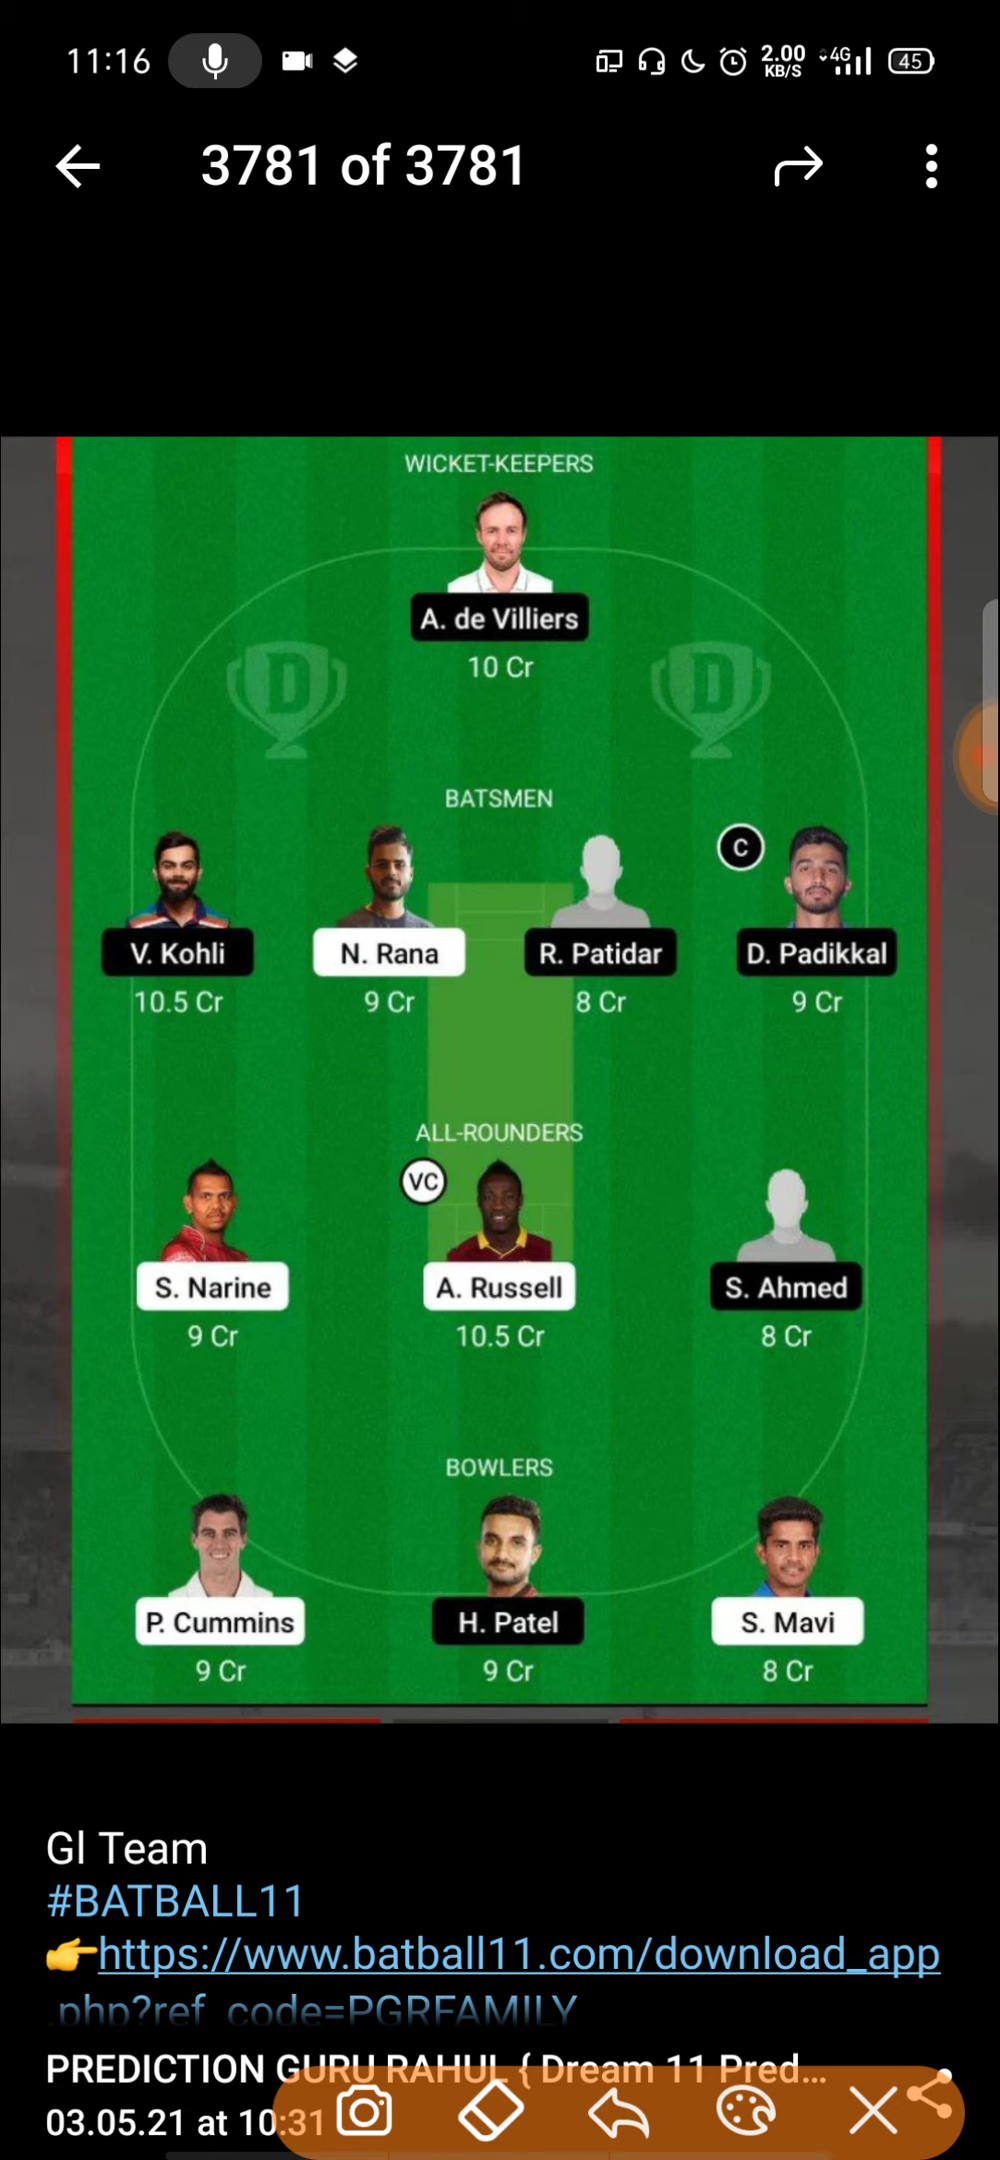 11:16
2.00
KB/S
4G
45
3781 of 3781
WICKET-KEEPERS
A. de Villiers
10 Cr
D
D
BATSMEN
C
V. Kohli
N. Rana
R. Patidar
D. Padikkal
10.5 Cr
9 Cr
8 Cr
9 Cr
ALL-ROUNDERS
VC
S. Narine
A. Russell
S. Ahmed
9 Cr
10.5 Cr
8 Cr
BOWLERS
P. Cummins
H. Patel
S. Mavi
9 Cr
9 Cr
8 Cr
Gl Team
#BATBALL11
👉https://www.batball11.com/download_app
.php?ref_code=PGRFAMILY
PREDICTION GURU RAHUL { Dream 11 Pred...
03.05.21 at 10:31